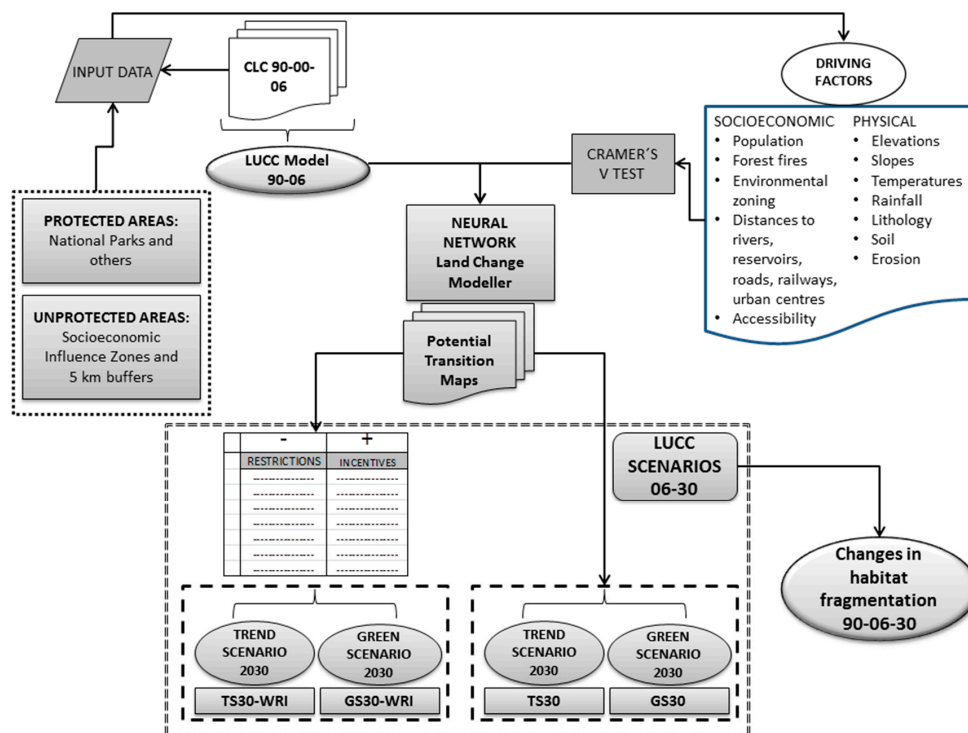 INPUT DATA
CLC 90-00-
06
DRIVING
FACTORS
LUCC Model
90-06
CRAMER´S
V TEST
SOCIOECONOMIC
• Population
• Forest fires
• Environmental
zoning
• Distances to
rivers,
reservoirs,
roads, railways,
urban centres
• Accessibility
PHYSICAL
• Elevations
• Slopes
• Temperatures
• Rainfall
• Lithology
• Soil
• Erosion
PROTECTED AREAS:
National Parks and
others
UNPROTECTED AREAS:
Socioeconomic
Influence Zones and
5 km buffers
NEURAL
NETWORK
Land Change
Modeller
Potential
Transition
Maps
- +
RESTRICTIONS INCENTIVES
LUCC
SCENARIOS
06-30
Changes in
habitat
fragmentation
90-06-30
TREND
SCENARIO
2030
GREEN
SCENARIO
2030
TS30-WRI
GS30-WRI
TREND
SCENARIO
2030
GREEN
SCENARIO
2030
TS30
GS30